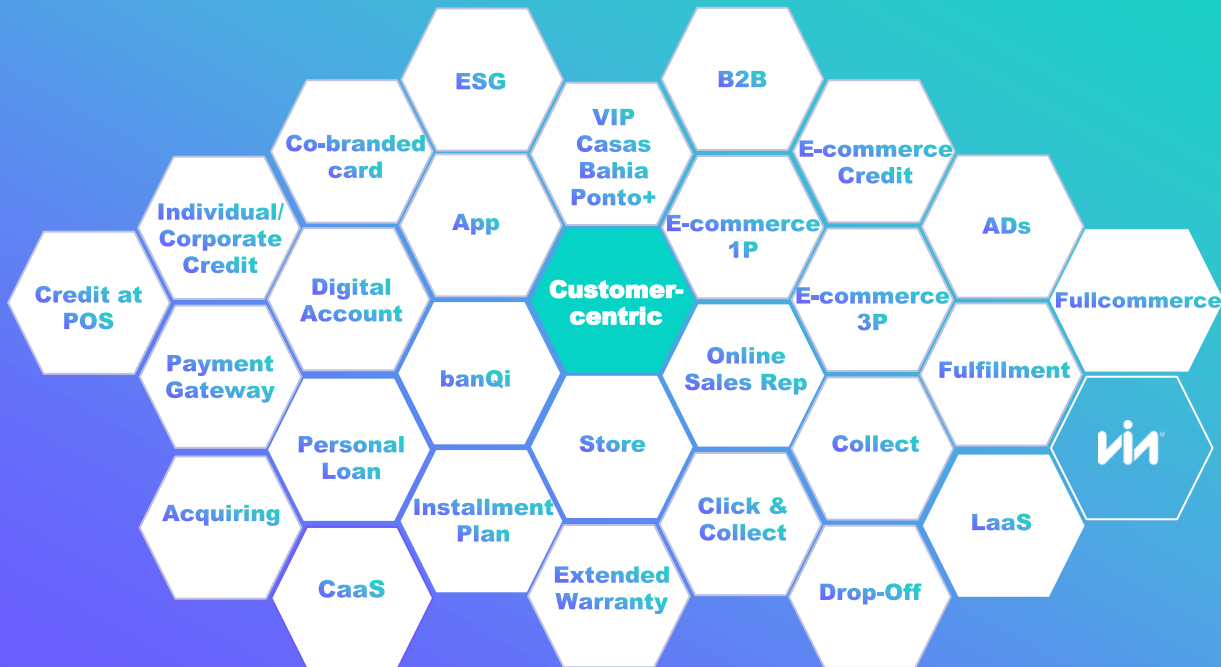 ESG
B2B
VIP
Casas
Bahia
Ponto+
Co-branded
card
E-commerce
Credit
Individual/
Corporate
Credit
App
E-commerce
1P
ADs
Credit at
POS
Digital
Account
Customer-
centric
E-commerce
3P
Fullcommerce
Payment
Gateway
banQi
Online
Sales Rep
Fulfillment
Personal
Loan
Store
Collect
via
Acquiring
Installment
Plan
Click &
Collect
LaaS
CaaS
Extended
Warranty
Drop-Off